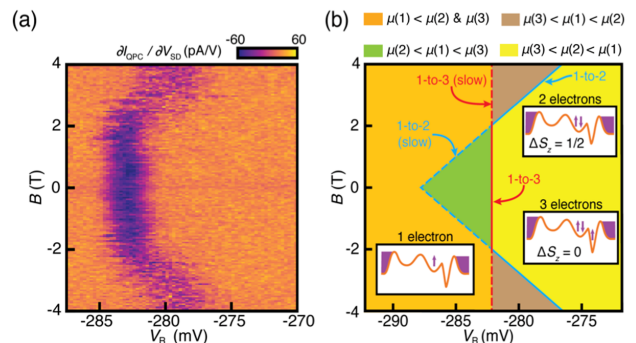 (a)
∂I_QPC / ∂V_SD (pA/V)
-60 60
B (T)
4
2
0
-2
-4
-285 -280 -275 -270
V_R (mV)
(b)
μ(1) < μ(2) & μ(3)
μ(3) < μ(1) < μ(2)
μ(2) < μ(1) < μ(3)
μ(3) < μ(2) < μ(1)
B (T)
4
2
0
-2
-4
1-to-3 (slow)
1-to-2
1-to-2
(slow)
2 electrons
ΔS_z = 1/2
1-to-3
3 electrons
ΔS_z = 0
1 electron
-290 -285 -280 -275
V_R (mV)